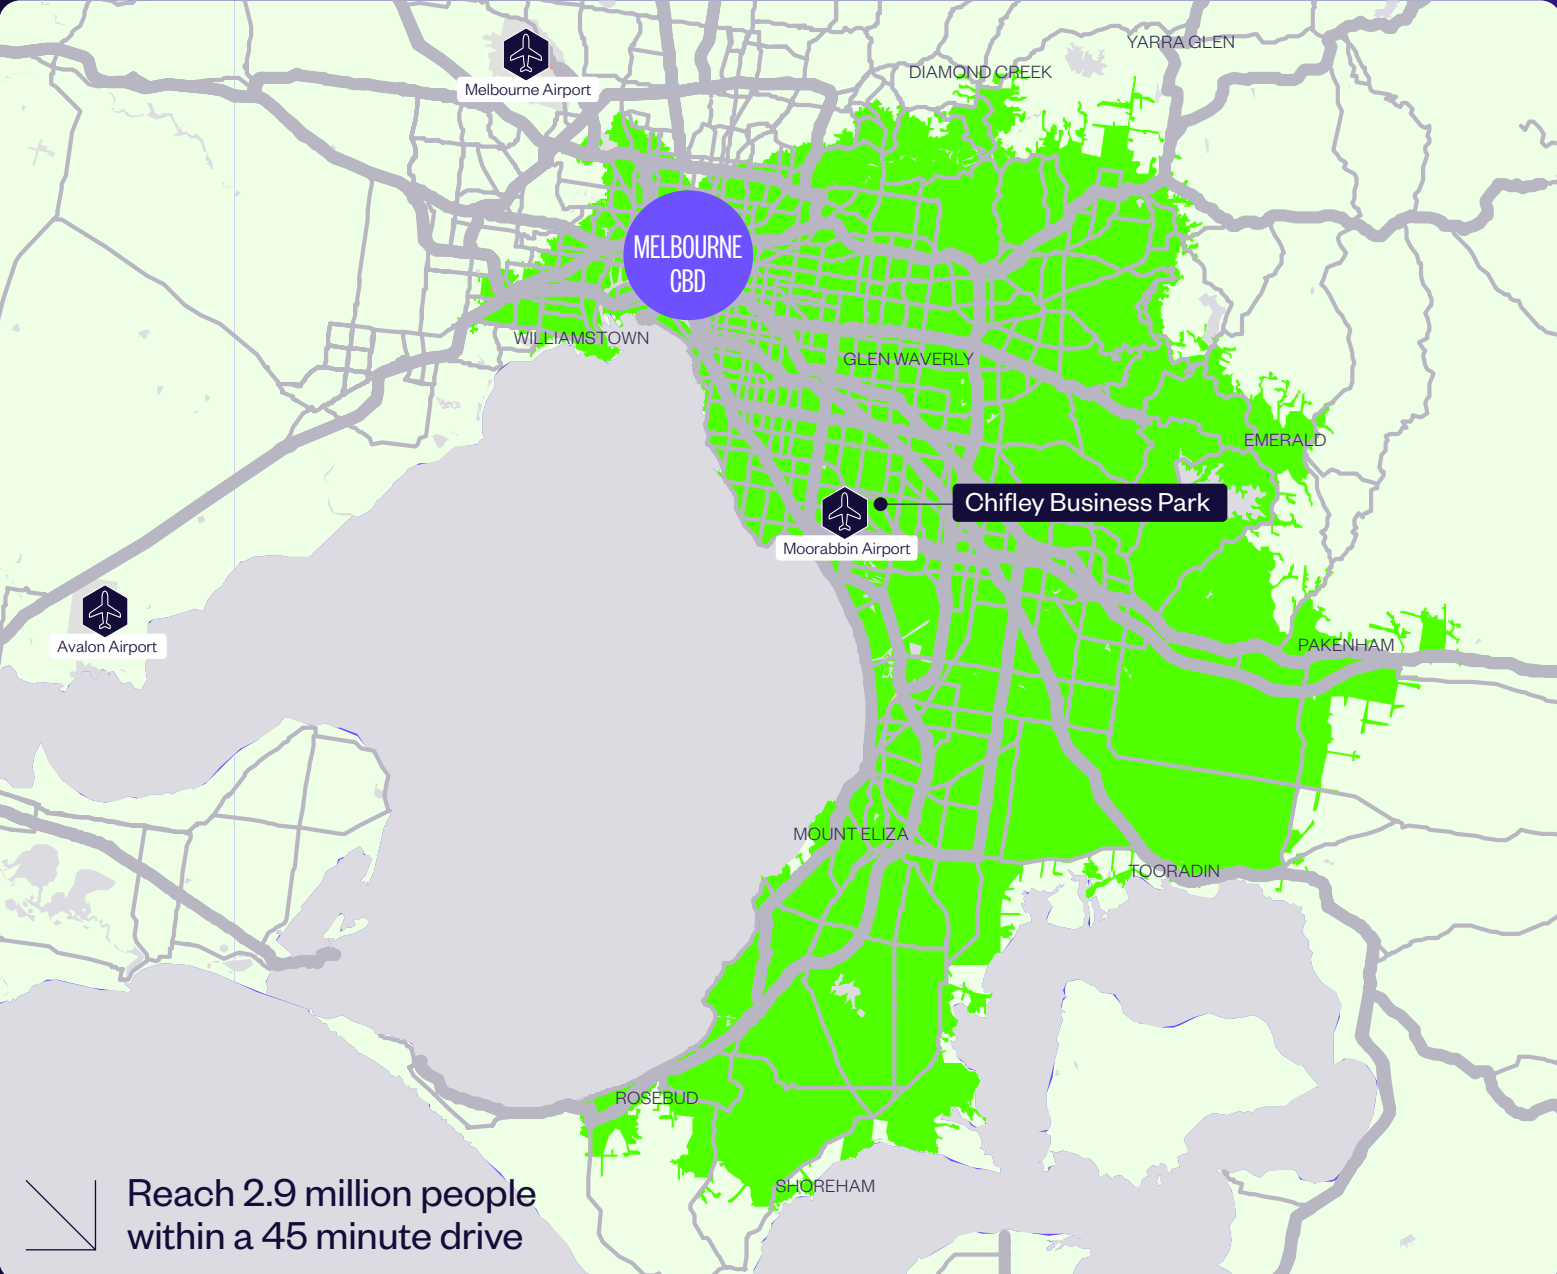 YARRA GLEN
DIAMOND CREEK
Melbourne Airport
MELBOURNE
CBD
WILLIAMSTOWN
GLEN WAVERLY
EMERALD
Chifley Business Park
Moorabbin Airport
Avalon Airport
PAKENHAM
MOUNT ELIZA
TOORADIN
ROSEBUD
SHOREHAM
Reach 2.9 million people
within a 45 minute drive